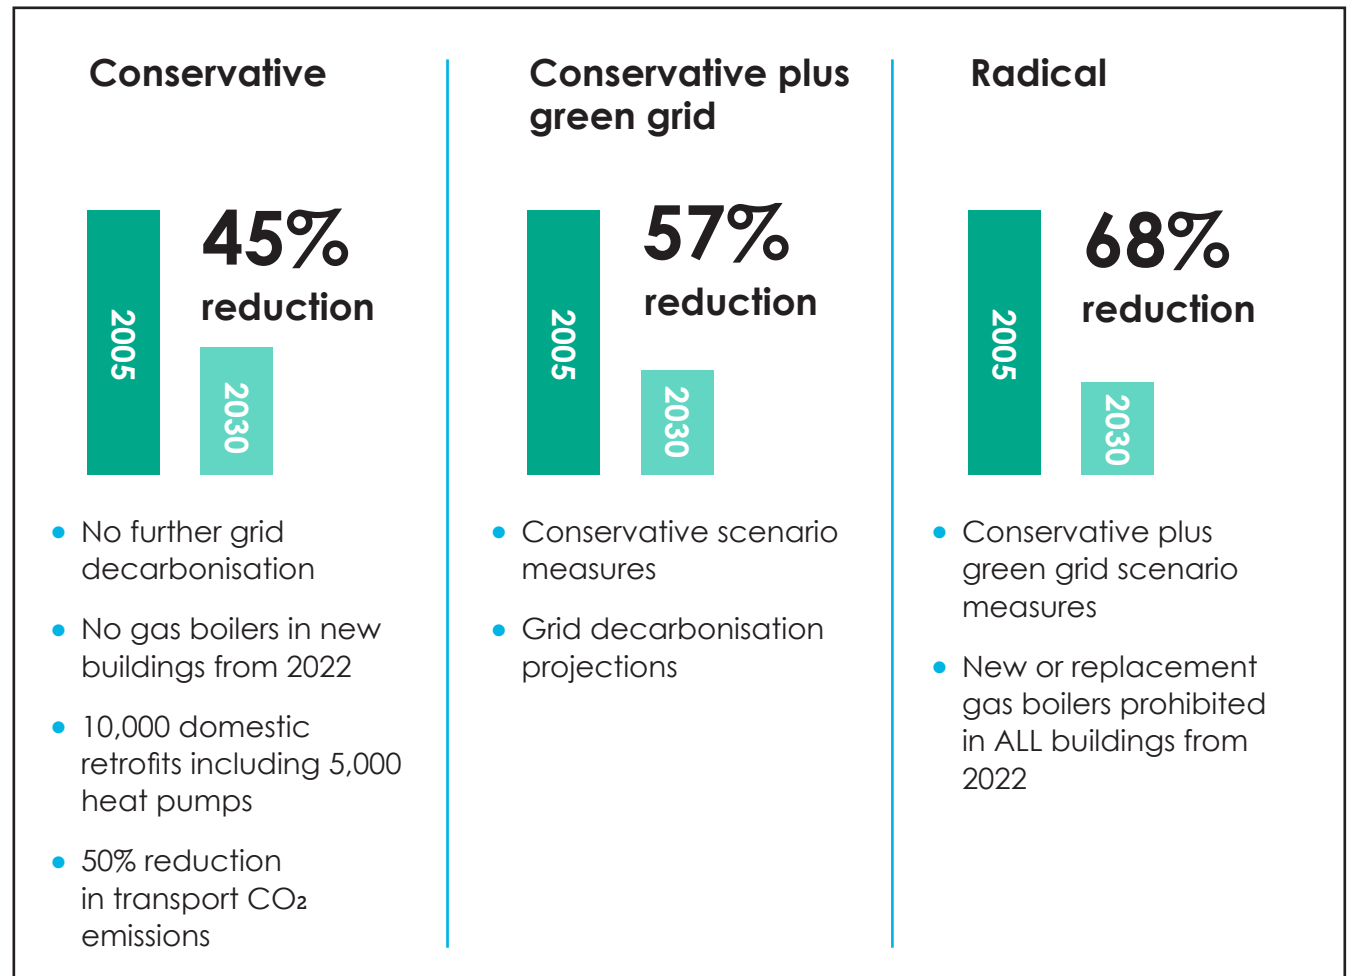 Conservative
45%
reduction
2005
2030
• No further grid
decarbonisation
• No gas boilers in new
buildings from 2022
• 10,000 domestic
retrofits including 5,000
heat pumps
• 50% reduction
in transport CO₂
emissions
Conservative plus
green grid
57%
reduction
2005
2030
• Conservative scenario
measures
• Grid decarbonisation
projections
Radical
68%
reduction
2005
2030
• Conservative plus
green grid scenario
measures
• New or replacement
gas boilers prohibited
in ALL buildings from
2022